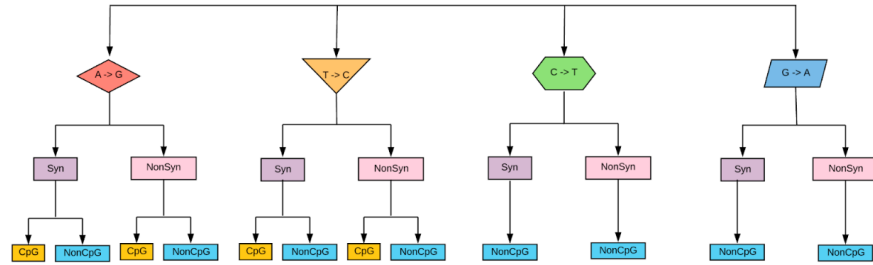 A -> G
T -> C
C -> T
G -> A
Syn
NonSyn
Syn
NonSyn
Syn
NonSyn
Syn
NonSyn
CpG
NonCpG
CpG
NonCpG
CpG
NonCpG
CpG
NonCpG
NonCpG
NonCpG
NonCpG
NonCpG